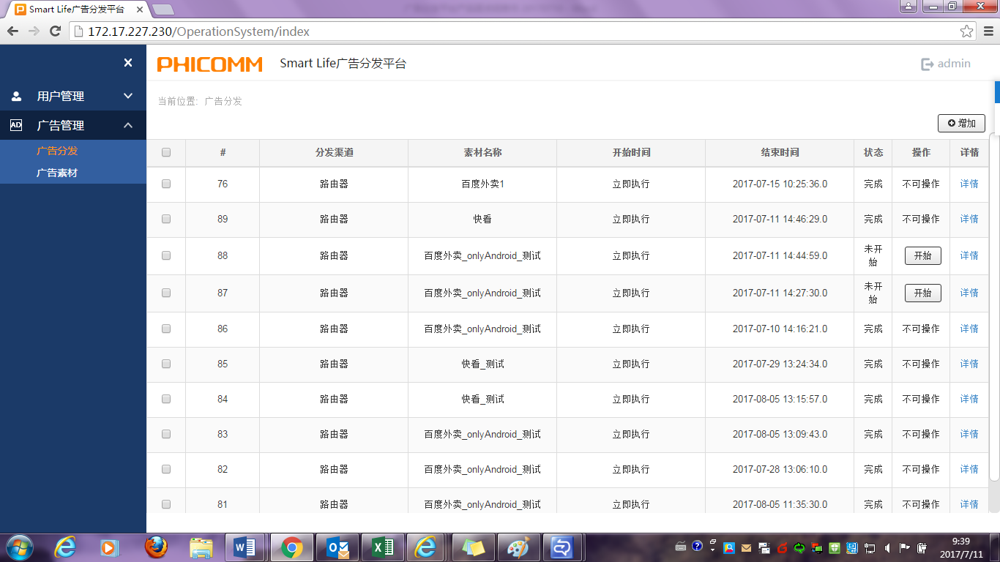 Smart Life广告分发平台
172.17.227.230/OperationSystem/index
PHICOMM Smart Life广告分发平台 admin
用户管理
AD 广告管理
广告分发
广告素材
当前位置: 广告分发
增加
# 分发渠道 素材名称 开始时间 结束时间 状态 操作 详情
76 路由器 百度外卖1 立即执行 2017-07-15 10:25:36.0 完成 不可操作 详情
89 路由器 快看 立即执行 2017-07-11 14:46:29.0 完成 不可操作 详情
88 路由器 百度外卖_onlyAndroid_测试 立即执行 2017-07-11 14:44:59.0 未开始 开始 详情
87 路由器 百度外卖_onlyAndroid_测试 立即执行 2017-07-11 14:27:30.0 未开始 开始 详情
86 路由器 百度外卖_onlyAndroid_测试 立即执行 2017-07-10 14:16:21.0 完成 不可操作 详情
85 路由器 快看_测试 立即执行 2017-07-29 13:24:34.0 完成 不可操作 详情
84 路由器 快看_测试 立即执行 2017-08-05 13:15:57.0 完成 不可操作 详情
83 路由器 百度外卖_onlyAndroid_测试 立即执行 2017-08-05 13:09:43.0 完成 不可操作 详情
82 路由器 百度外卖_onlyAndroid_测试 立即执行 2017-07-28 13:06:10.0 完成 不可操作 详情
81 路由器 百度外卖_onlyAndroid_测试 立即执行 2017-08-05 11:35:30.0 完成 不可操作 详情
9:39
2017/7/11